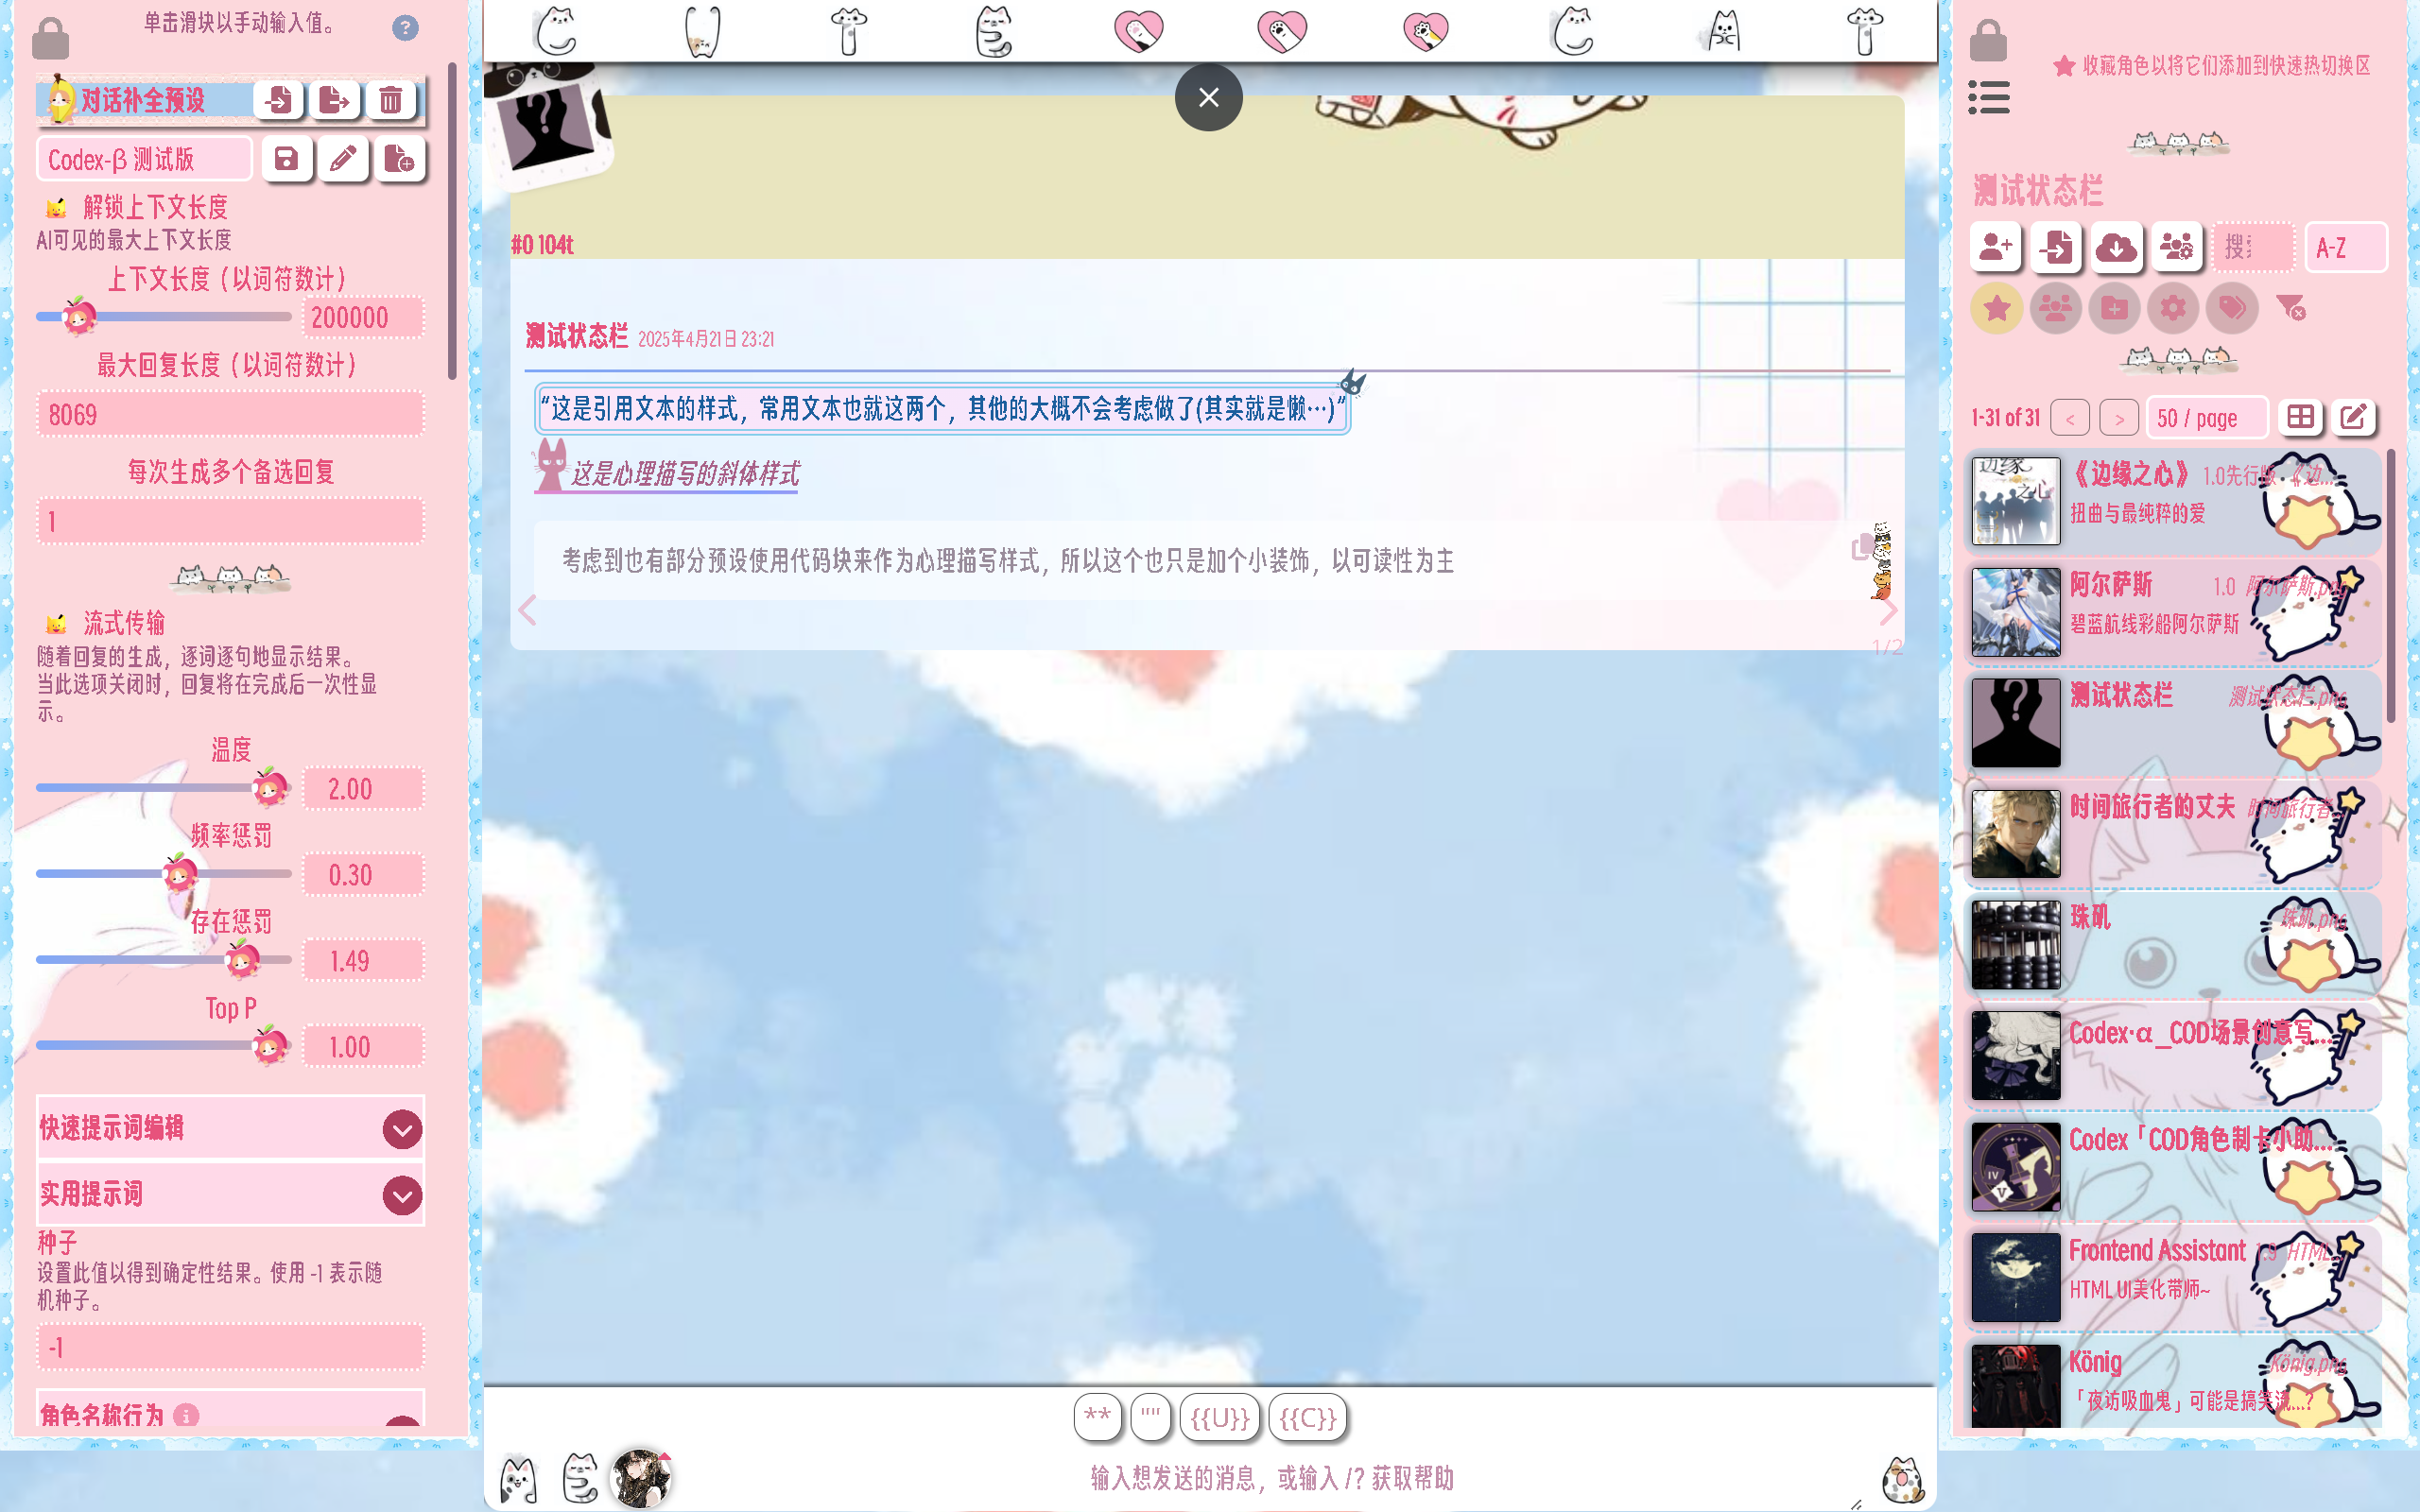 单击滑块以手动输入值。
?
对话补全预设
Codex-β 测试版
解锁上下文长度
AI可见的最大上下文长度
上下文长度（以词符数计）
200000
最大回复长度（以词符数计）
8069
每次生成多个备选回复
1
流式传输
随着回复的生成，逐词逐句地显示结果。
当此选项关闭时，回复将在完成后一次性显
示。
温度
2.00
频率惩罚
0.30
存在惩罚
1.49
Top P
1.00
快速提示词编辑
实用提示词
种子
设置此值以得到确定性结果。使用 -1 表示随
机种子。
-1
角色名称行为
#0 104t
测试状态栏 2025年4月21日 23:21
“这是引用文本的样式，常用文本也就这两个，其他的大概不会考虑做了(其实就是懒…)”
这是心理描写的斜体样式
考虑到也有部分预设使用代码块来作为心理描写样式，所以这个也只是加个小装饰，以可读性为主
1/2
** "" {{U}} {{C}}
输入想发送的消息，或输入 /? 获取帮助
收藏角色以将它们添加到快速热切换区
测试状态栏
A-Z
1-31 of 31 < > 50 / page
《边缘之心》 1.0先行版 《边...
扭曲与最纯粹的爱
阿尔萨斯 1.0 阿尔萨斯.png
碧蓝航线彩船阿尔萨斯
测试状态栏 测试状态栏.png
时间旅行者的丈夫 时间旅行者...
珠矶 珠矶.png
Codex·α_COD场景创意写...
Codex「COD角色制卡小助...
Frontend Assistant 1.9 HTML...
HTML UI美化带师~
König König.png
「夜访吸血鬼」可能是搞笑流...?